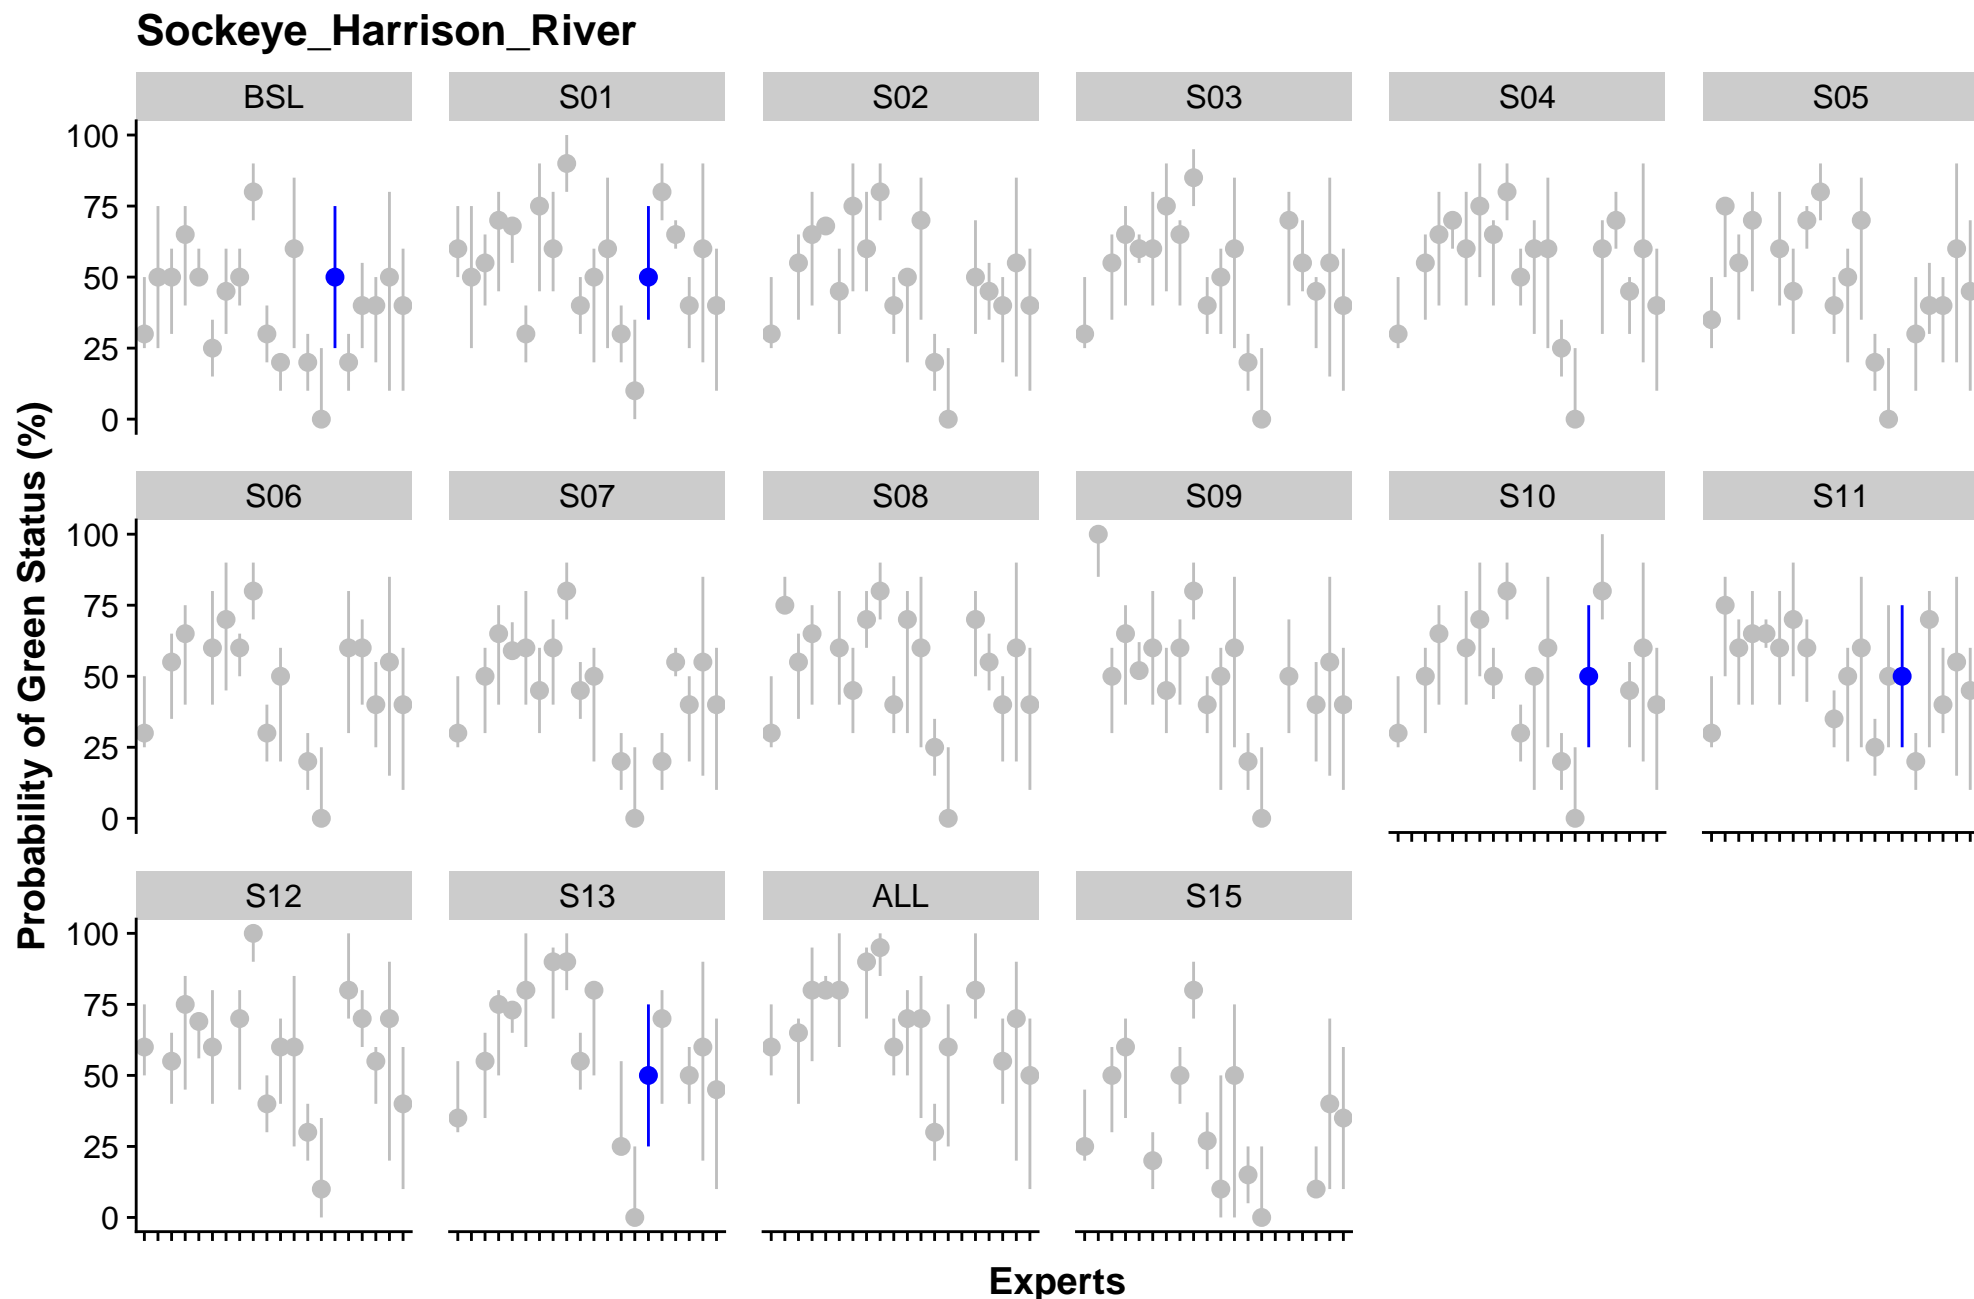 Sockeye_Harrison_River
BSL S01 S02 S03 S04 S05
100
75
50
25
0
S06 S07 S08 S09 S10 S11
100
75
50
25
0
S12 S13 ALL S15
100
75
50
25
0
Probability of Green Status (%)
Experts